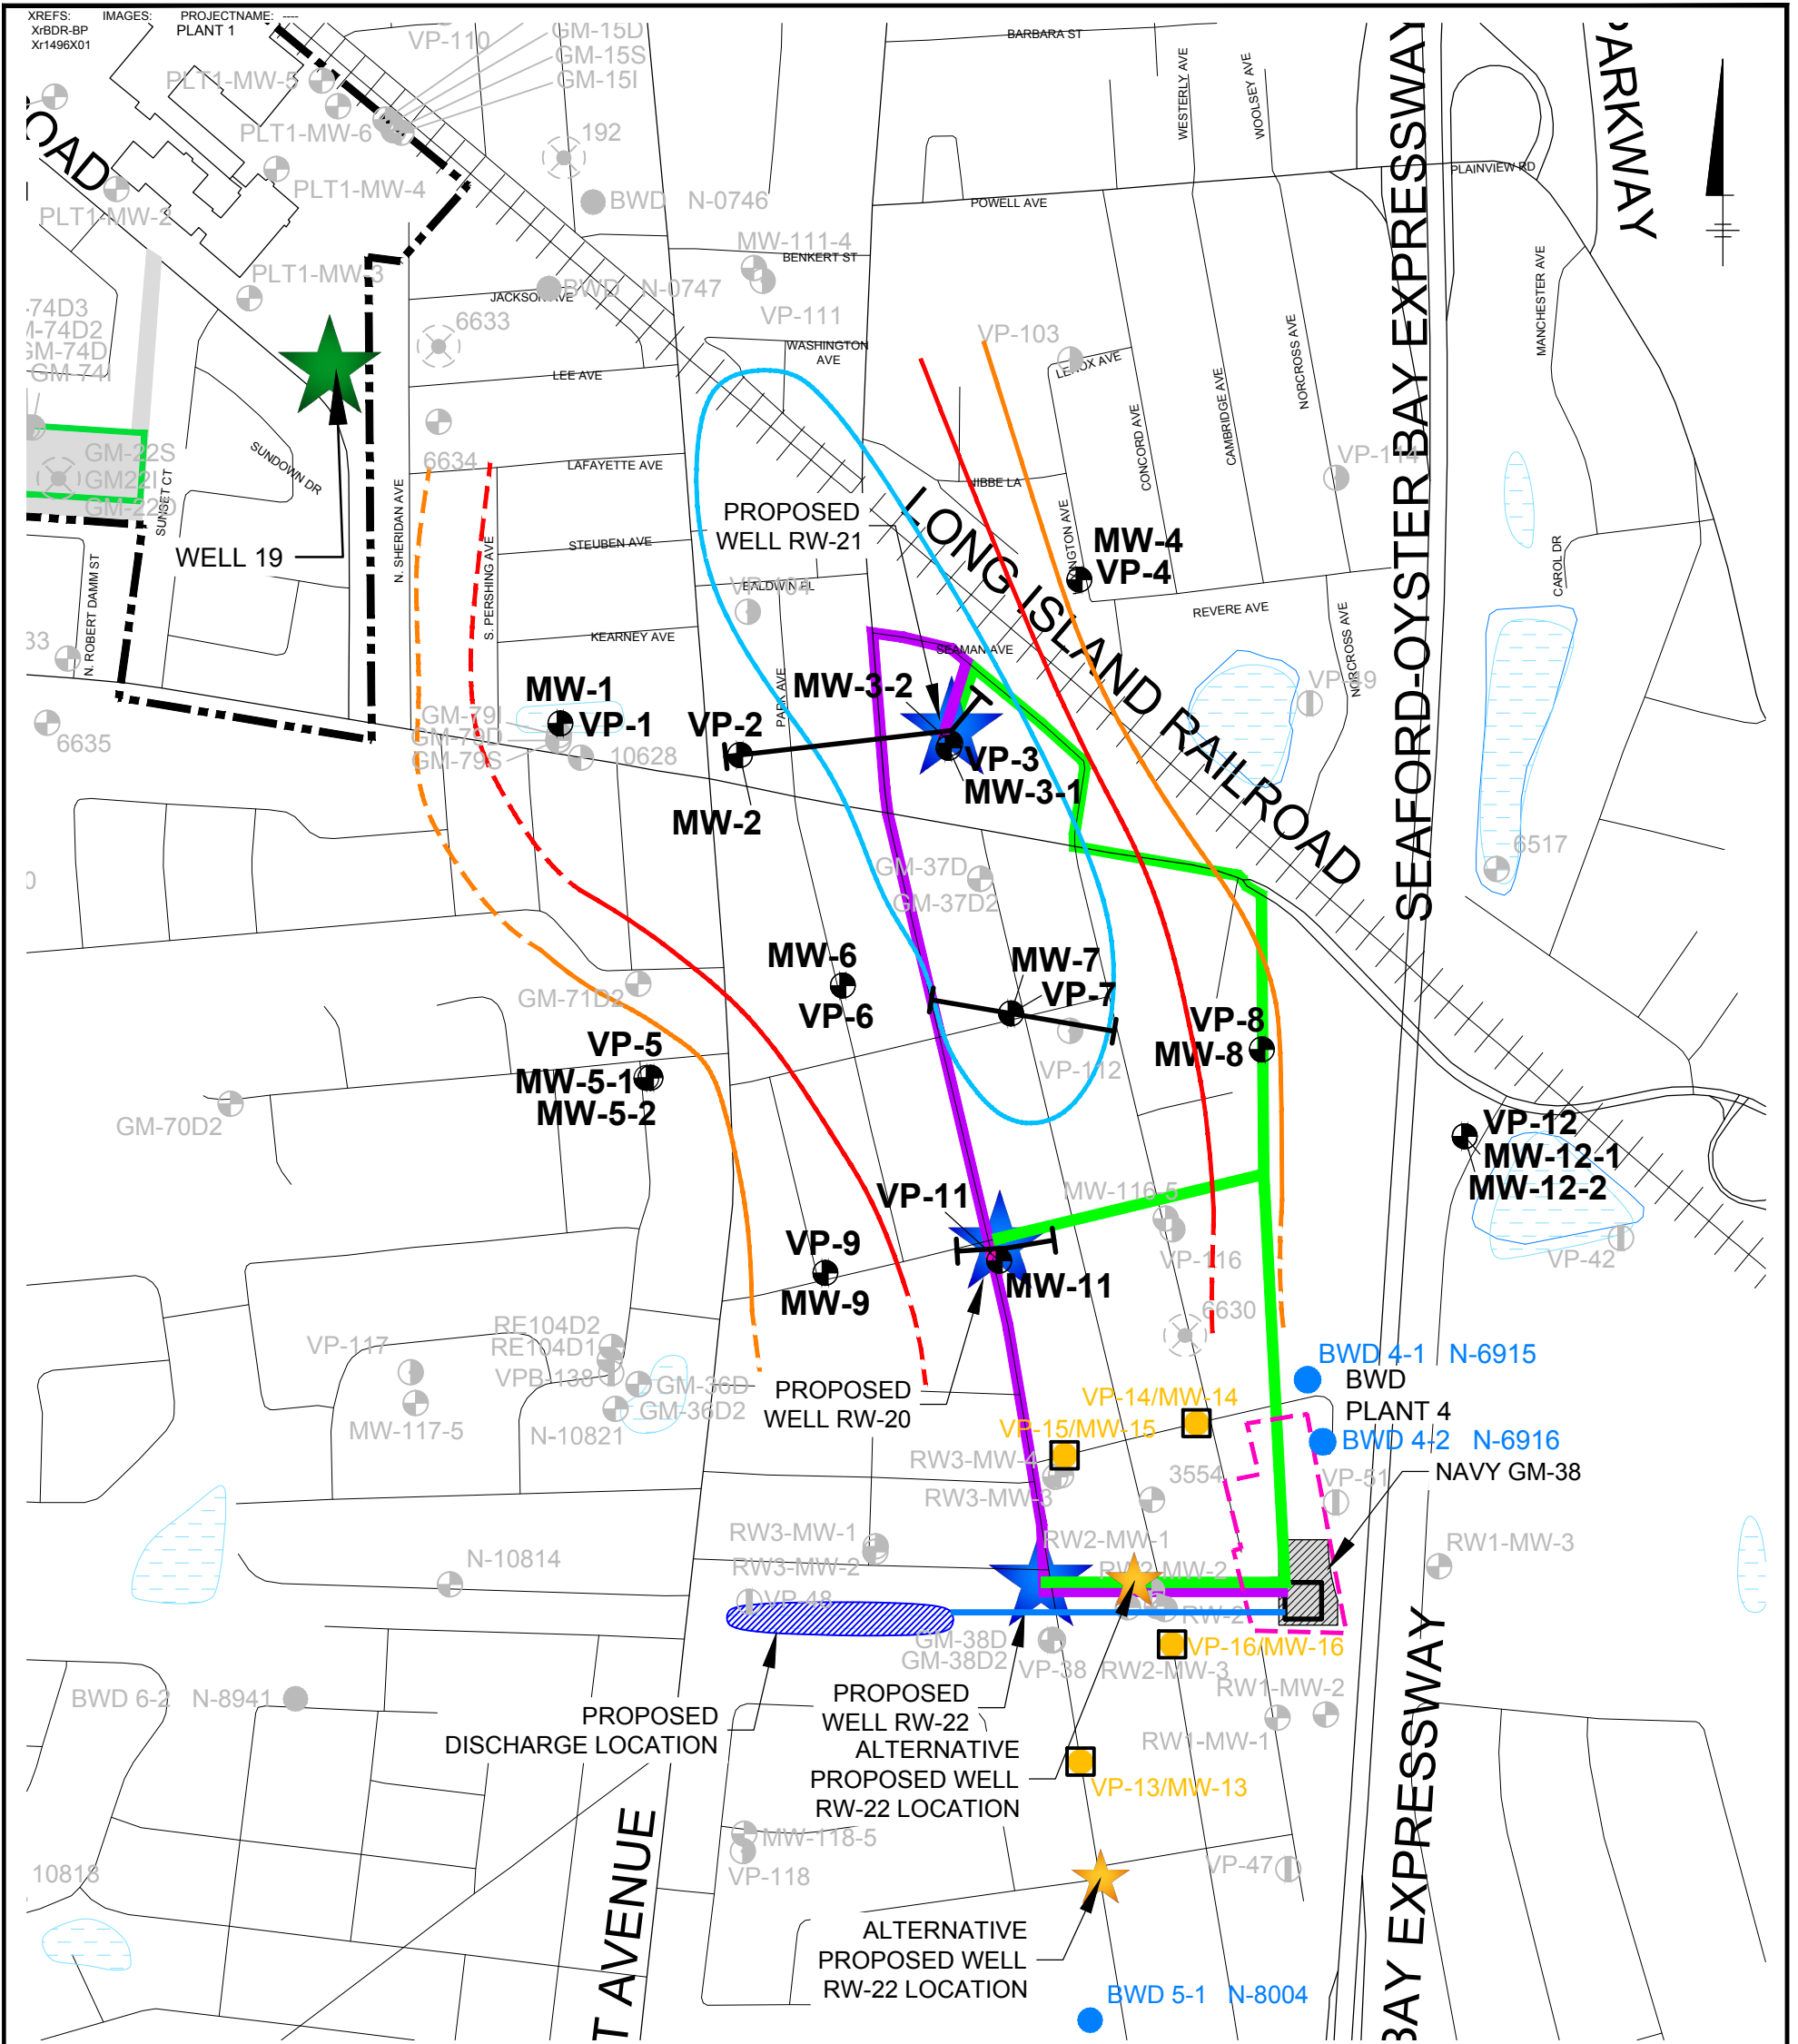 XREFS: IMAGES: PROJECTNAME: ----
XrBDR-BP PLANT 1
Xr1496X01
VP-110
GM-15D
GM-15S
GM-15I
BARBARA ST
WESTERLY AVE
WOOLSEY AVE
SEAFORD-OYSTER BAY EXPRESSWAY
PARKWAY
PLT1-MW-5
PLT1-MW-6
192
PLT1-MW-4
PLT1-MW-2
OAD
BWD N-0746
POWELL AVE
PLAINVIEW RD
MW-111-4
BENKERT ST
PLT1-MW-3
JACKSON AVE
BWD N-0747
VP-111
MANCHESTER AVE
-74D3
M-74D2
GM-74D
GM-74I
6633
WASHINGTON
AVE
VP-103
LENOX AVE
NORCROSS AVE
LEE AVE
CONCORD AVE
CAMBRIDGE AVE
6634
GM-22S
GM22I
GM-22D
SUNDOWN DR
SUNSET CT
LAFAYETTE AVE
VP-114
NIBBE LA
PROPOSED
WELL RW-21
LONG ISLAND RAILROAD
WELL 19
N. SHERIDAN AVE
S. PERSHING AVE
STEUBEN AVE
MW-4
VP-4
CAROL DR
N. ROBERT DAMM ST
BALDWIN PL
VP-104
REVERE AVE
KEARNEY AVE
SEAMAN AVE
NORCROSS AVE
33
PARK AVE
MW-3-2
VP-49
MW-1
VP-1
VP-2
GM-79I
GM-79D
GM-79S
10628
6635
VP-3
MW-3-1
MW-2
6517
GM-37D
GM-37D2
0
MW-6
VP-6
MW-7
VP-7
GM-71D2
VP-8
MW-8
VP-5
MW-5-1
MW-5-2
VP-112
GM-70D2
VP-12
MW-12-1
MW-12-2
VP-11
MW-116-5
VP-9
MW-9
VP-116
VP-42
MW-11
6630
RE104D2
RE104D1
VPB-138
VP-117
GM-36D
GM-36D2
MW-117-5
N-10821
PROPOSED
WELL RW-20
BWD 4-1 N-6915
BWD
PLANT 4
BWD 4-2 N-6916
VP-14/MW-14
VP-15/MW-15
RW3-MW-4
RW3-MW-3
3554
VP-51
NAVY GM-38
RW3-MW-1
RW3-MW-2
RW2-MW-1
RW2-MW-2
RW1-MW-3
N-10814
VP-48
RW-2
GM-38D
GM-38D2
VP-38
RW2-MW-3
VP-16/MW-16
RW1-MW-2
RW1-MW-1
BWD 6-2 N-8941
PROPOSED
DISCHARGE LOCATION
PROPOSED
WELL RW-22
ALTERNATIVE
PROPOSED WELL
RW-22 LOCATION
VP-13/MW-13
MW-118-5
VP-118
VP-47
10818
T AVENUE
BAY EXPRESSWAY
ALTERNATIVE
PROPOSED WELL
RW-22 LOCATION
BWD 5-1 N-8004